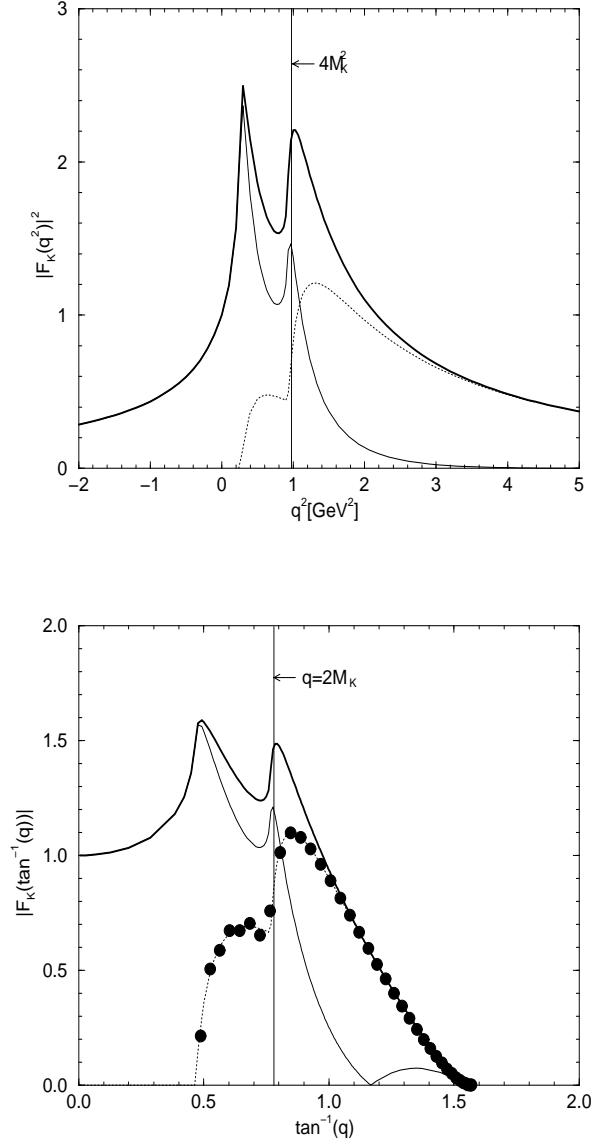 3
4M_K^2
2
|F_K(q^2)|^2
1
0
−2 −1 0 1 2 3 4 5
q^2[GeV^2]
2.0
q=2M_K
1.5
|F_K(tan^{-1}(q))|
1.0
0.5
0.0
0.0 0.5 1.0 1.5 2.0
tan^{-1}(q)